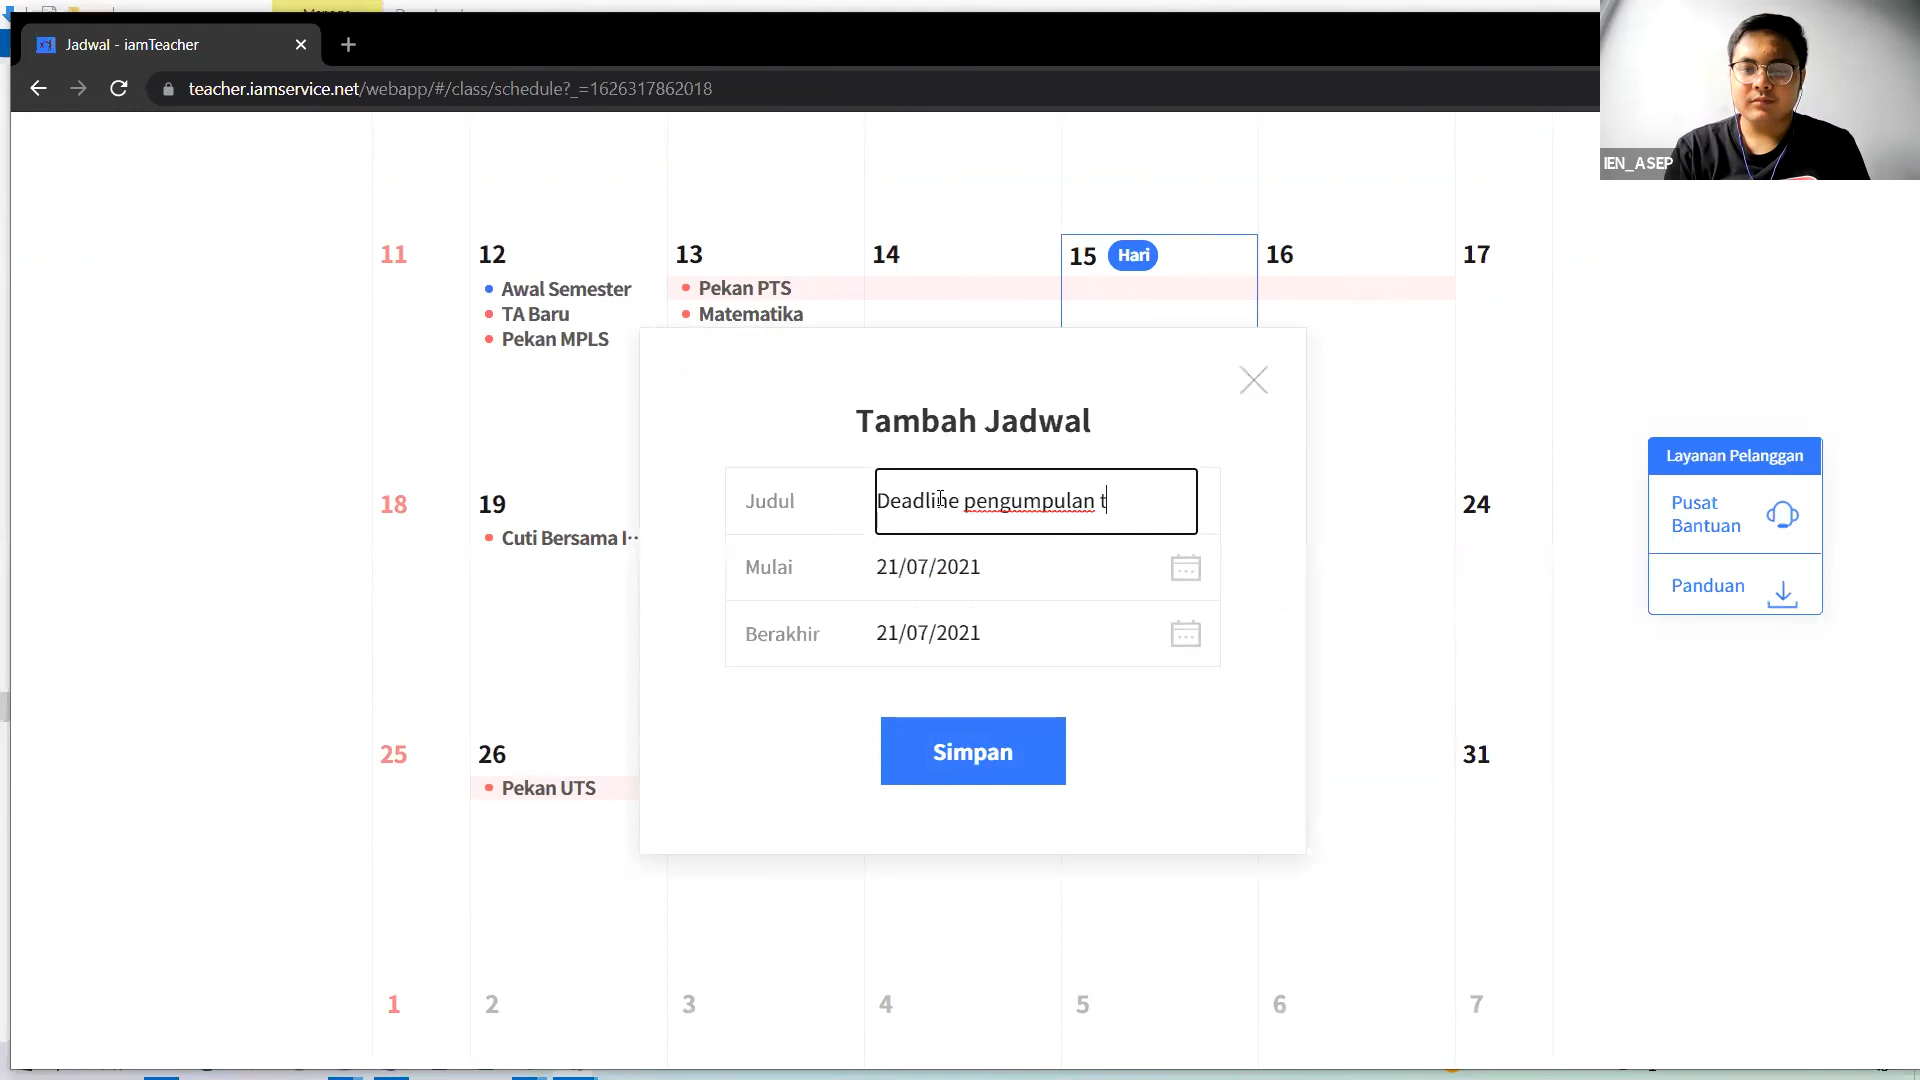 Jadwal - iamTeacher
teacher.iamservice.net/webapp/#/class/schedule?_=1626317862018
IEN_ASEP
11 12 13 14 15 Hari 16 17
Awal Semester
TA Baru
Pekan MPLS
Pekan PTS
Matematika
Tambah Jadwal
Judul Deadline pengumpulan t
Mulai 21/07/2021
Berakhir 21/07/2021
Simpan
18 19 24
Cuti Bersama I··
25 26 31
Pekan UTS
1 2 3 4 5 6 7
Layanan Pelanggan
Pusat
Bantuan
Panduan